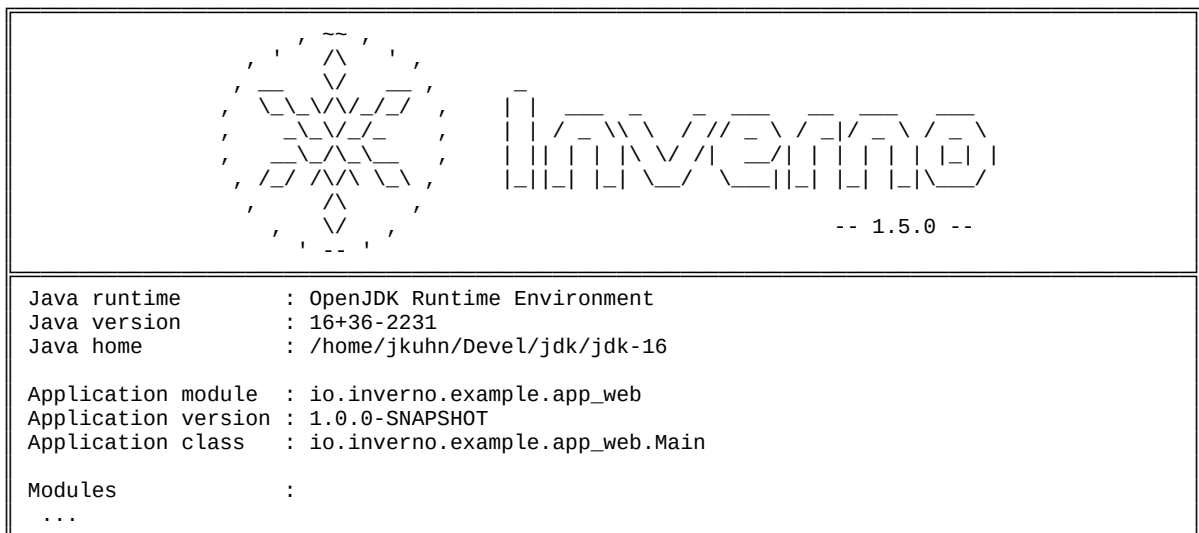 Inverno
-- 1.5.0 --
Java runtime : OpenJDK Runtime Environment
Java version : 16+36-2231
Java home : /home/jkuhn/Devel/jdk/jdk-16
Application module : io.inverno.example.app_web
Application version : 1.0.0-SNAPSHOT
Application class : io.inverno.example.app_web.Main
Modules :
...